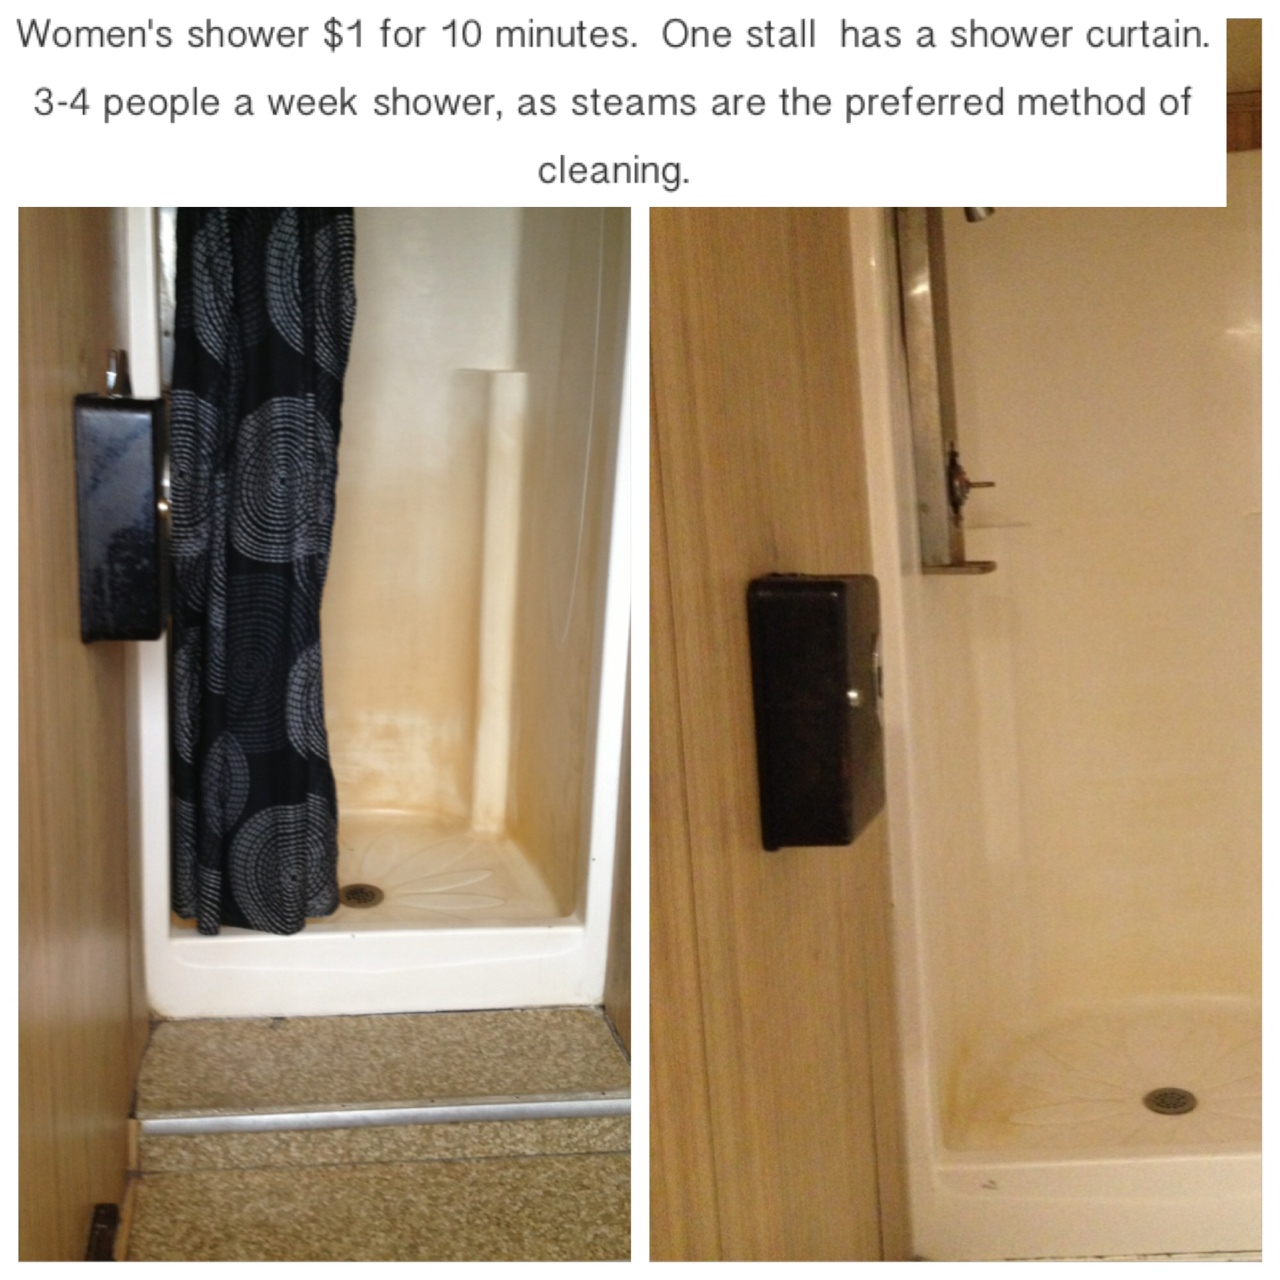 Women's shower $1 for 10 minutes.  One stall  has a shower curtain.
3-4 people a week shower, as steams are the preferred method of
cleaning.